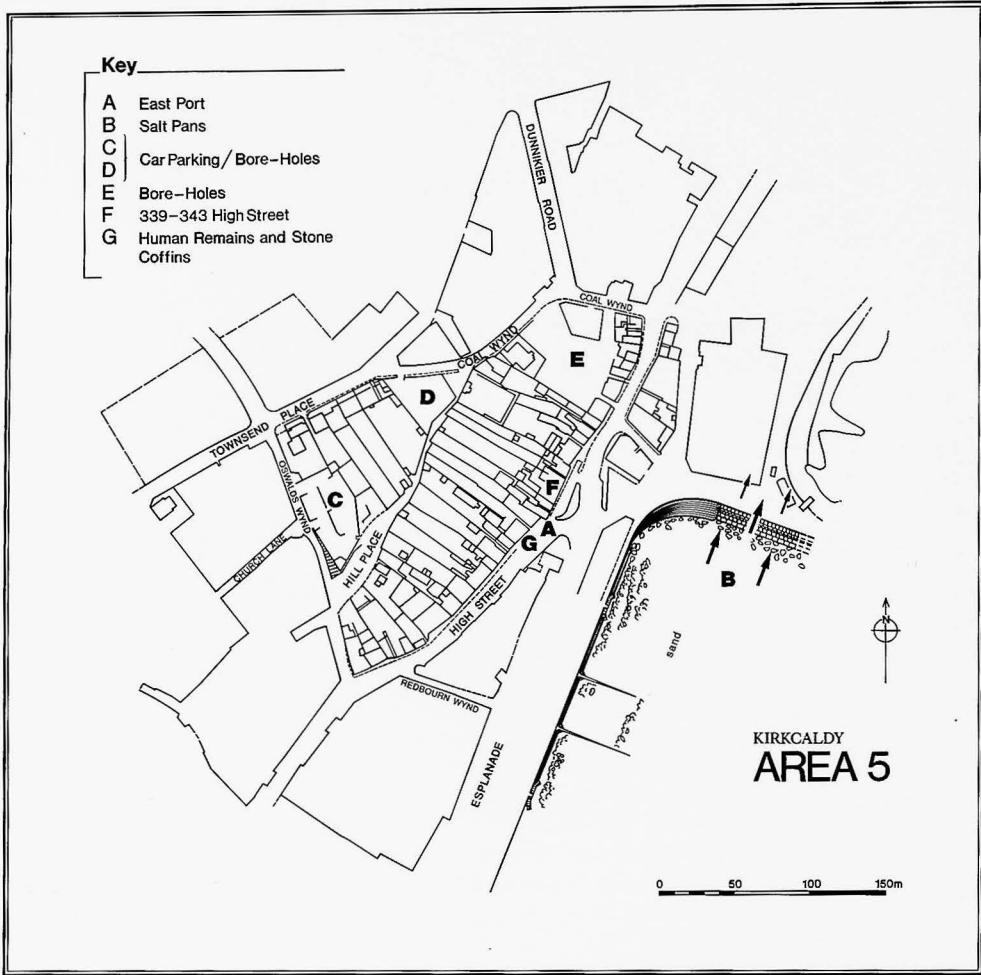 Key
A East Port
B Salt Pans
C
D Car Parking/Bore-Holes
E Bore-Holes
F 339-343 High Street
G Human Remains and Stone
Coffins
DUNNIKIER ROAD
COAL WYND
COAL WYND
E
D
TOWNSEND PLACE
OSWALDS WYND
C
F
A
G
CHURCH LANE
HILL PLACE
HIGH STREET
B
N
sand
REDBOURN WYND
ESPLANADE
KIRKCALDY
AREA 5
0 50 100 150m